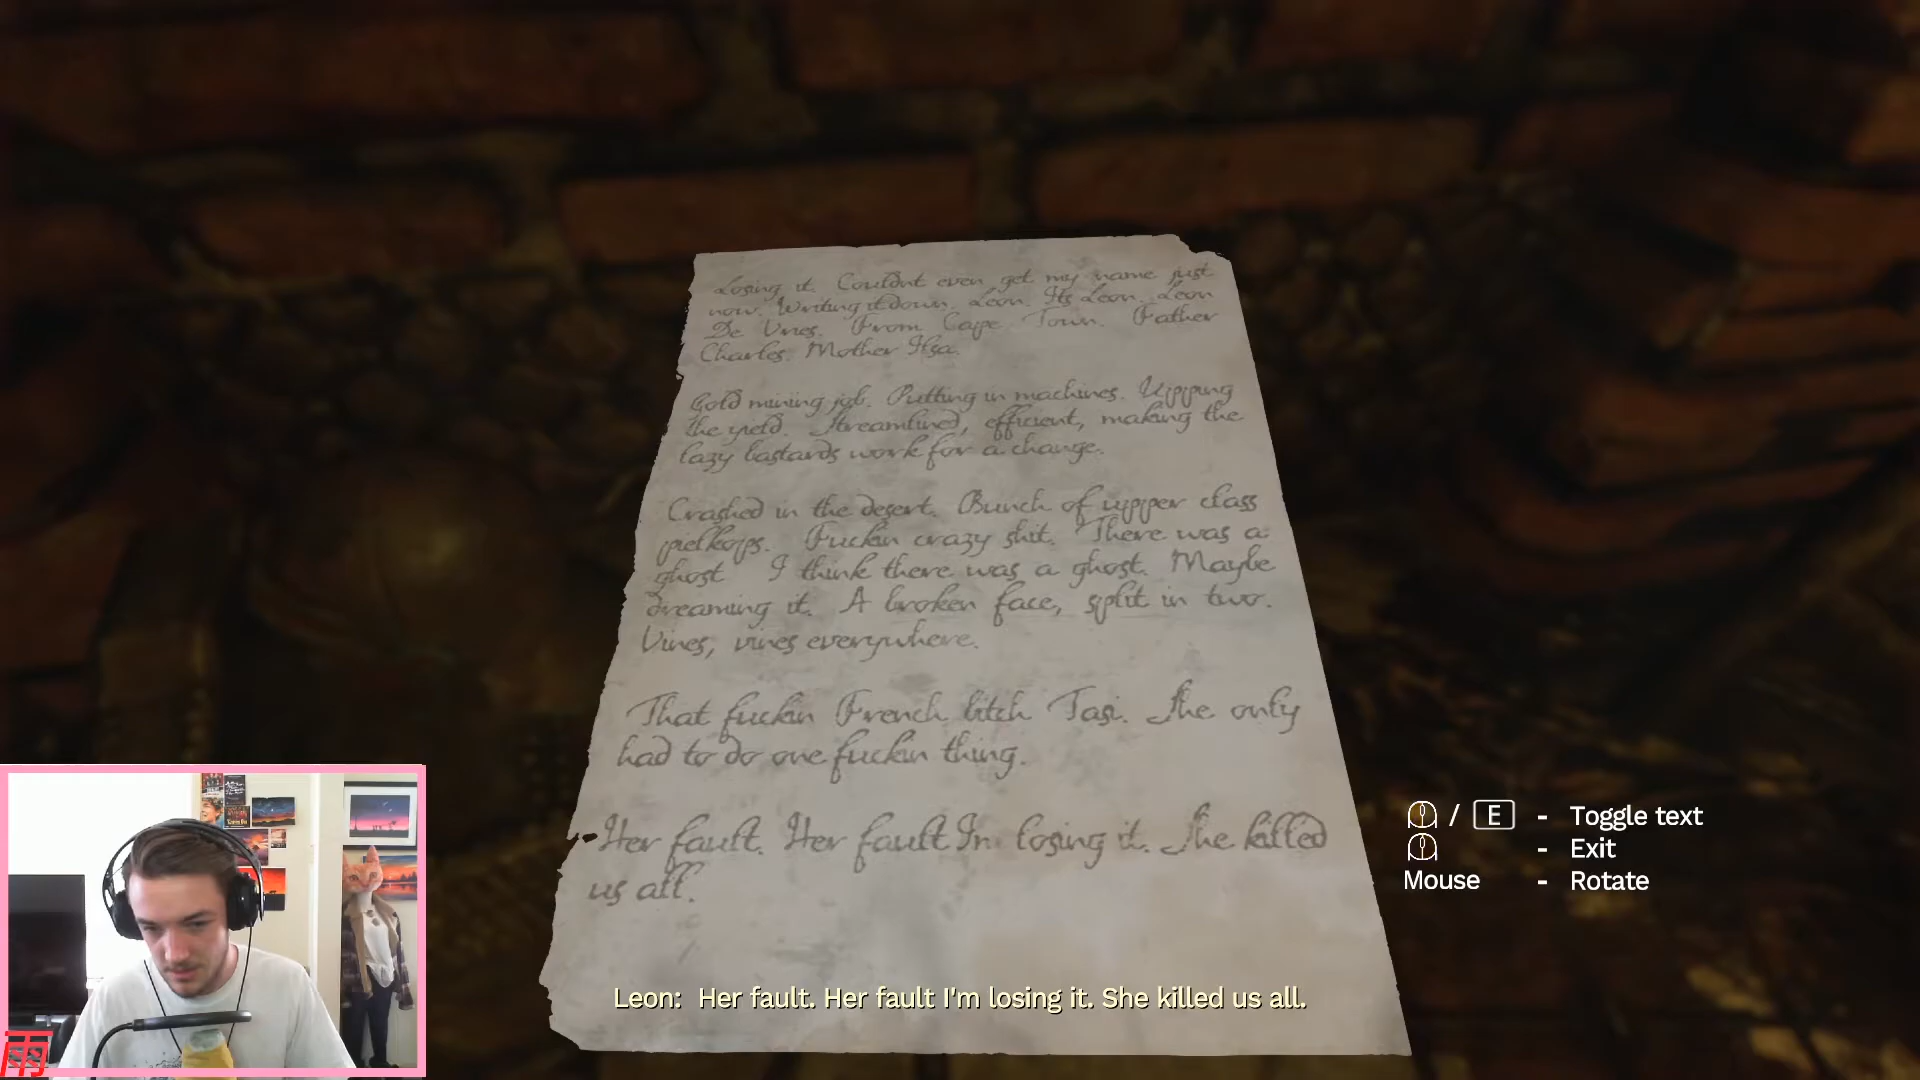 Losing it. Couldnt even get my name just
now. Writing it down. Leon. Its Leon. Leon
De Vries. From Cape Town. Father
Charles. Mother Ilsa.
Gold mining job. Putting in machines. Upping
the yield. Streamlined, efficient, making the
lazy bastards work for a change.
Crashed in the desert. Bunch of upper class
pielkops. Fuckin crazy shit. There was a
ghost I think there was a ghost. Maybe
dreaming it. A broken face, split in two.
Vines, vines everywhere.
That fuckin French bitch Tasi. She only
had to do one fuckin thing.
Her fault. Her fault Im losing it. She killed
us all.
/ E - Toggle text
- Exit
Mouse - Rotate
Leon: Her fault. Her fault I'm losing it. She killed us all.
雨